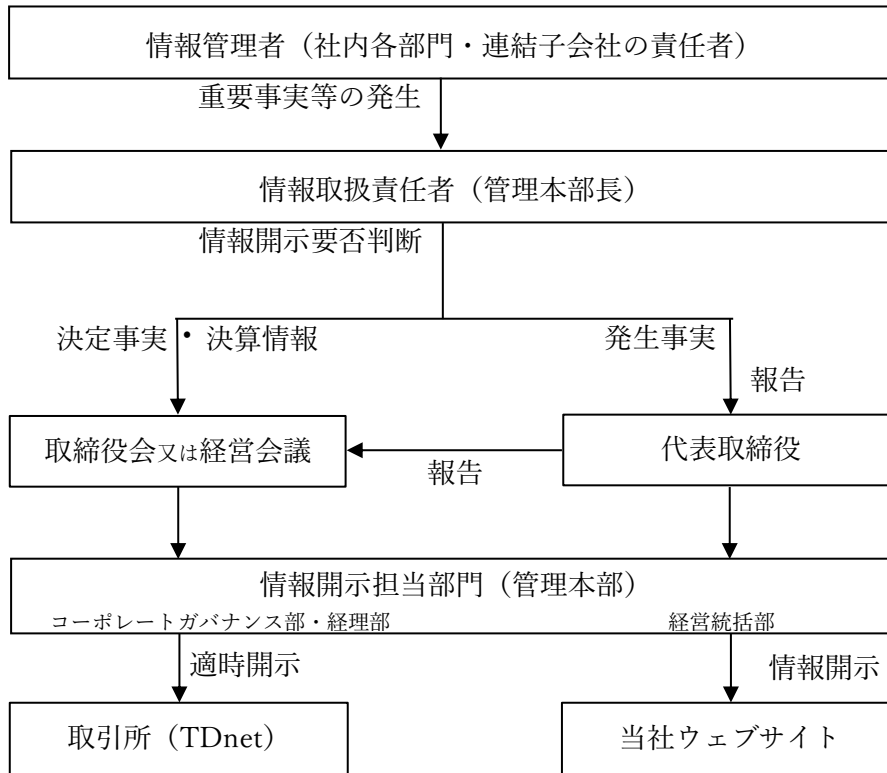 情報管理者（社内各部門・連結子会社の責任者）
重要事実等の発生
情報取扱責任者（管理本部長）
情報開示要否判断
決定事実・決算情報
発生事実
報告
取締役会又は経営会議
報告
代表取締役
情報開示担当部門（管理本部）
コーポレートガバナンス部・経理部
経営統括部
適時開示
情報開示
取引所（TDnet）
当社ウェブサイト